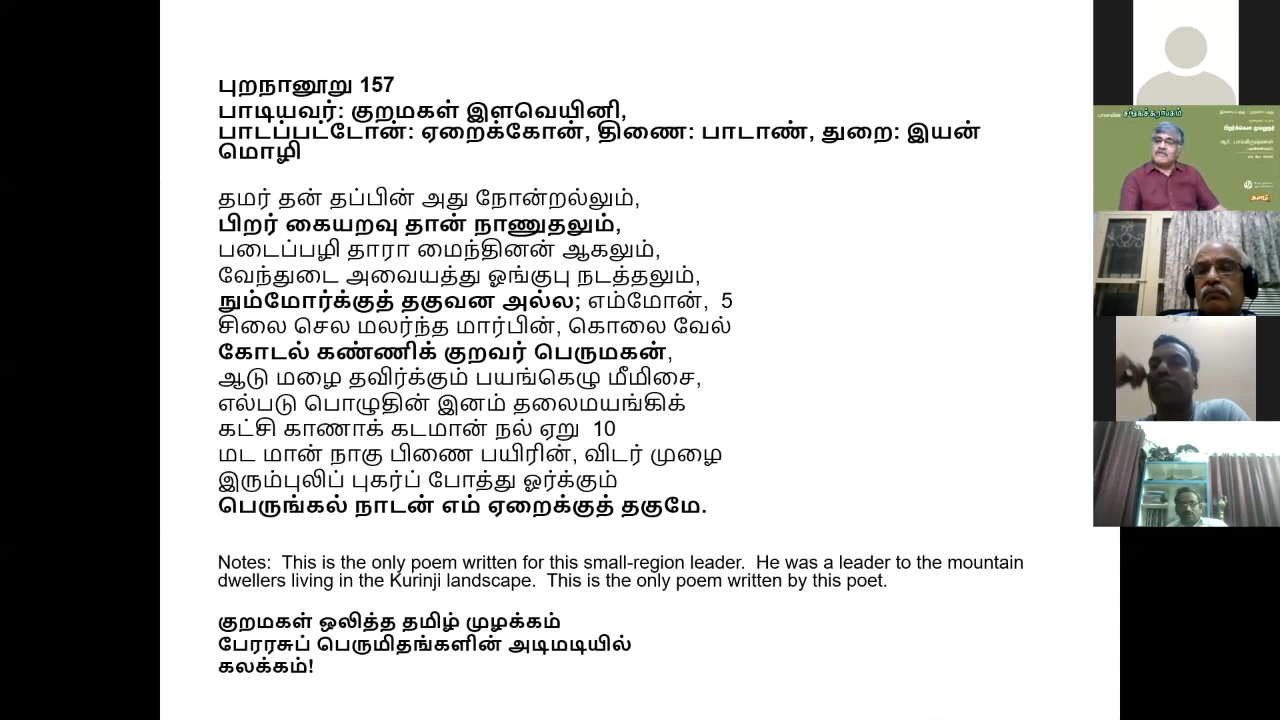 புறநானூறு 157
பாடியவர்: குறமகள் இளவெயினி,
பாடப்பட்டோன்: ஏறைக்கோன், திணை: பாடாண், துறை: இயன்
மொழி
தமர் தன் தப்பின் அது நோன்றல்லும்,
பிறர் கையறவு தான் நாணுதலும்,
படைப்பழி தாரா மைந்தினன் ஆகலும்,
வேந்துடை அவையத்து ஓங்குபு நடத்தலும்,
நும்மோர்க்குத் தகுவன அல்ல; எம்மோன், 5
சிலை செல மலர்ந்த மார்பின், கொலை வேல்
கோடல் கண்ணிக் குறவர் பெருமகன்,
ஆடு மழை தவிர்க்கும் பயங்கெழு மீமிசை,
எல்படு பொழுதின் இனம் தலைமயங்கிக்
கட்சி காணாக் கடமான் நல் ஏறு 10
மட மான் நாகு பிணை பயிரின், விடர் முழை
இரும்புலிப் புகர்ப் போத்து ஓர்க்கும்
பெருங்கல் நாடன் எம் ஏறைக்குத் தகுமே.
Notes: This is the only poem written for this small-region leader. He was a leader to the mountain
dwellers living in the Kurinji landscape. This is the only poem written by this poet.
குறமகள் ஒலித்த தமிழ் முழக்கம்
பேரரசுப் பெருமிதங்களின் அடிமடியில்
கலக்கம்!